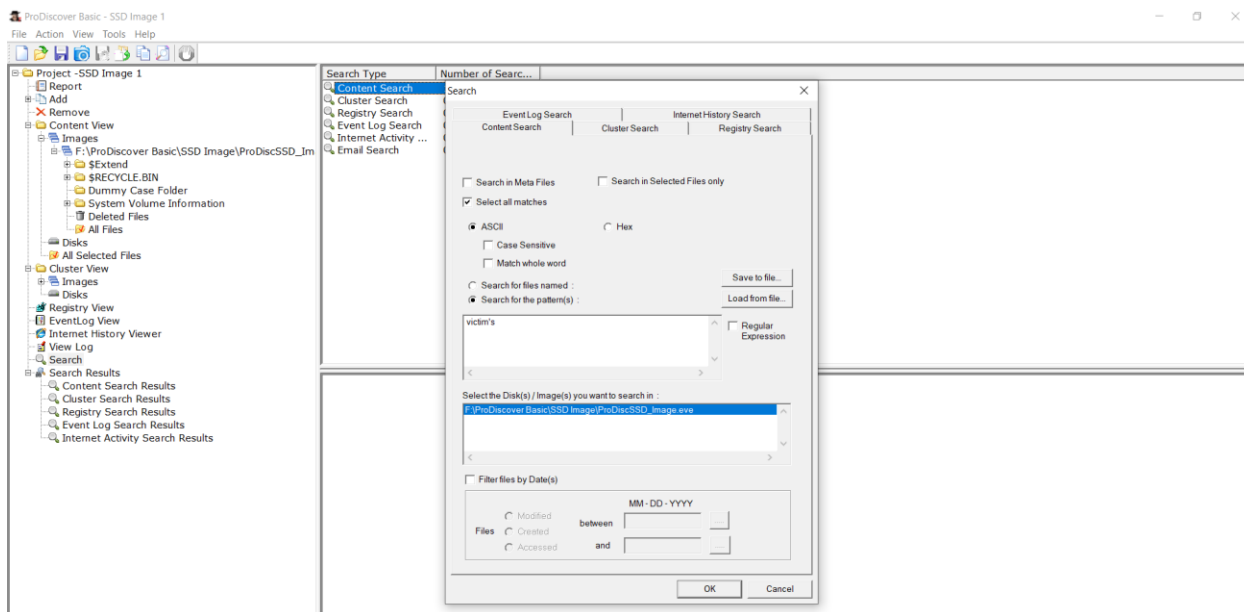 ProDiscover Basic - SSD Image 1
File Action View Tools Help
Project -SSD Image 1
Report
Add
Remove
Content View
Images
F:\ProDiscover Basic\SSD Image\ProDiscSSD_Im
$Extend
$RECYCLE.BIN
Dummy Case Folder
System Volume Information
Deleted Files
All Files
Disks
All Selected Files
Cluster View
Images
Disks
Registry View
EventLog View
Internet History Viewer
View Log
Search
Search Results
Content Search Results
Cluster Search Results
Registry Search Results
Event Log Search Results
Internet Activity Search Results
Search Type Number of Searc...
Content Search
Cluster Search
Registry Search
Event Log Search
Internet Activity ...
Email Search
Search
Event Log Search Internet History Search
Content Search Cluster Search Registry Search
Search in Meta Files Search in Selected Files only
Select all matches
ASCII Hex
Case Sensitive
Match whole word
Search for files named :
Search for the pattern(s) :
Save to file...
Load from file...
victim's
Regular
Expression
Select the Disk(s) / Image(s) you want to search in :
F:\ProDiscover Basic\SSD Image\ProDiscSSD_Image.eve
Filter files by Date(s)
MM - DD - YYYY
Files
Modified
Created
Accessed
between ...
and ...
OK Cancel